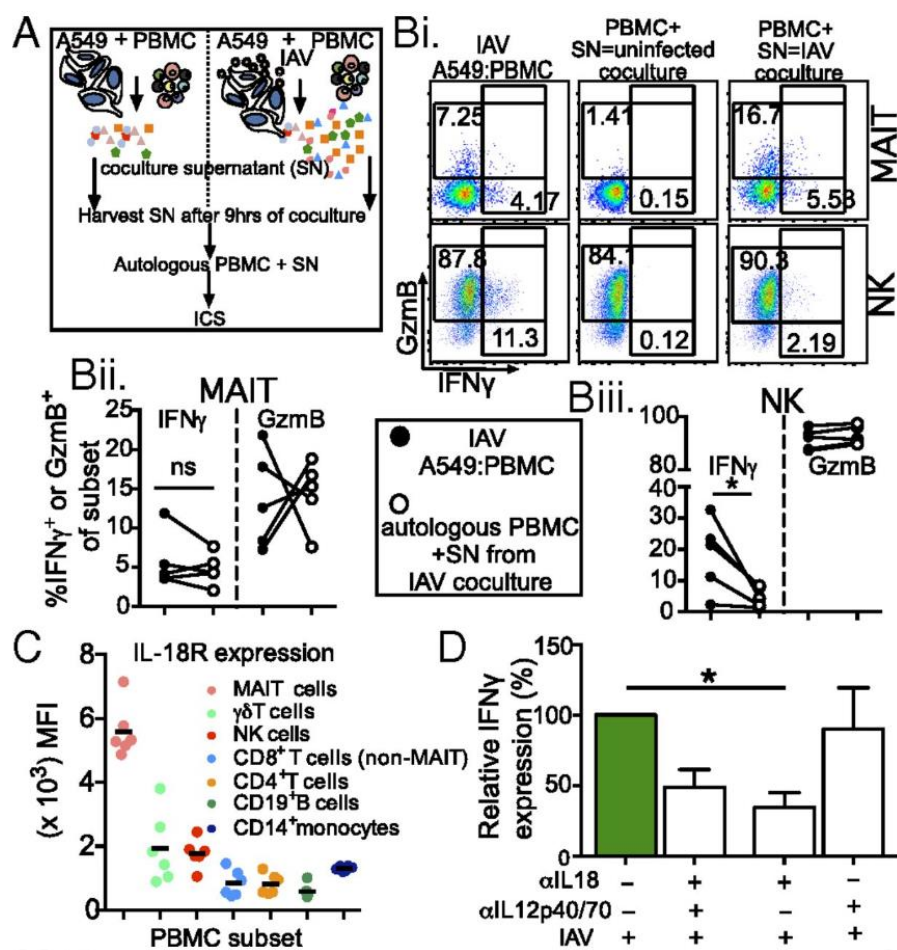 A
A549 + PBMC
A549 + PBMC
IAV
coculture supernatant (SN)
Harvest SN after 9hrs of coculture
Autologous PBMC + SN
ICS
Bi.
IAV
A549:PBMC
PBMC+
SN=uninfected
coculture
PBMC+
SN=IAV
coculture
7.25
4.17
1.41
0.15
16.7
5.53
MAIT
87.8
11.3
84.1
0.12
90.3
2.19
NK
GzmB
IFNγ
Bii.
MAIT
%IFNγ+ or GzmB+
of subset
25
20
15
10
5
0
IFNγ
GzmB
ns
IAV
A549:PBMC
autologous PBMC
+SN from
IAV coculture
Biii.
NK
100
80
40
30
20
10
0
IFNγ
*
GzmB
C
IL-18R expression
(x 10³) MFI
8
6
4
2
0
MAIT cells
γδT cells
NK cells
CD8+ T cells (non-MAIT)
CD4+T cells
CD19+B cells
CD14+monocytes
PBMC subset
D
Relative IFNγ
expression (%)
150
100
50
0
*
αIL18 – + + –
αIL12p40/70 – + – +
IAV + + + +